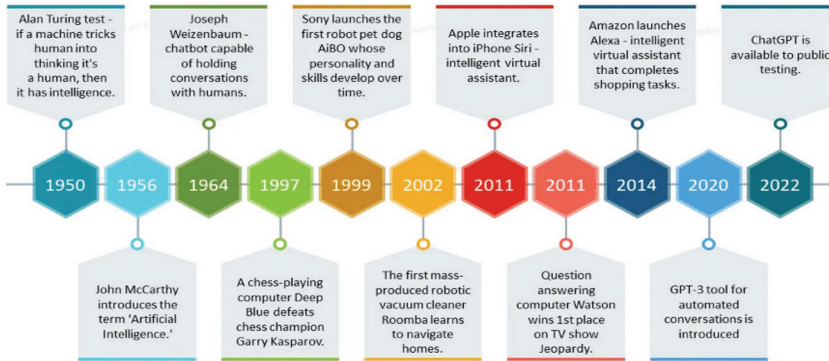 Alan Turing test -
if a machine tricks
human into
thinking it's
a human, then
it has intelligence.
Joseph
Weizenbaum -
chatbot capable
of holding
conversations
with humans.
Sony launches the
first robot pet dog
AiBO whose
personality and
skills develop over
time.
Apple integrates
into iPhone Siri -
intelligent virtual
assistant.
Amazon launches
Alexa - intelligent
virtual assistant
that completes
shopping tasks.
ChatGPT is
available to public
testing.
1950
1956
1964
1997
1999
2002
2011
2011
2014
2020
2022
John McCarthy
introduces the
term 'Artificial
Intelligence.'
A chess-playing
computer Deep
Blue defeats
chess champion
Garry Kasparov.
The first mass-
produced robotic
vacuum cleaner
Roomba learns
to navigate
homes.
Question
answering
computer Watson
wins 1st place
on TV show
Jeopardy.
GPT-3 tool for
automated
conversations is
introduced